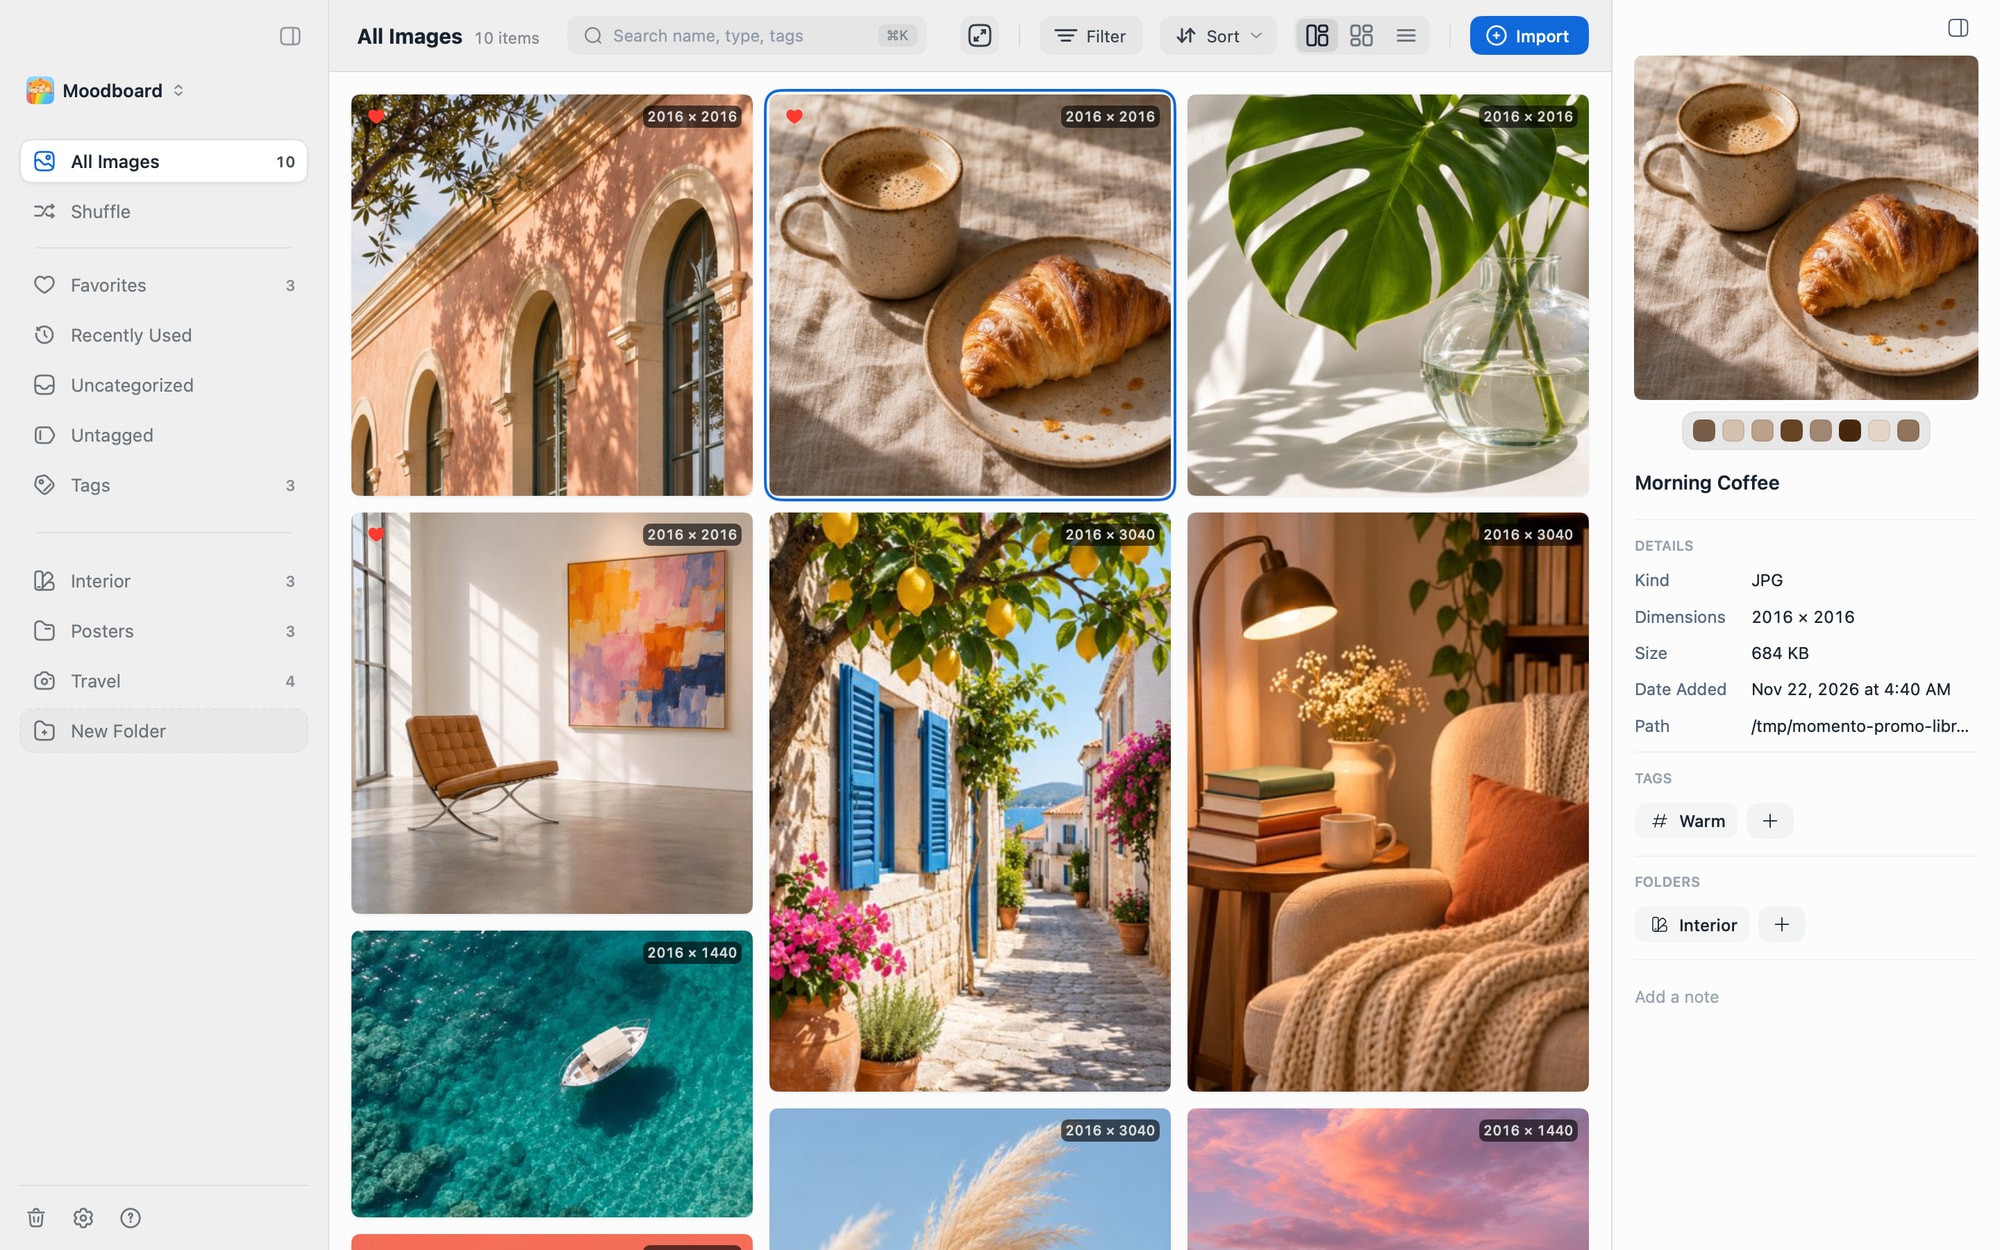 Moodboard
All Images 10
Shuffle
Favorites 3
Recently Used
Uncategorized
Untagged
Tags 3
Interior 3
Posters 3
Travel 4
New Folder
All Images 10 items
Search name, type, tags ⌘K
Filter
Sort
Import
2016 × 2016
2016 × 2016
2016 × 2016
2016 × 2016
2016 × 3040
2016 × 3040
2016 × 1440
2016 × 3040
2016 × 1440
Morning Coffee
DETAILS
Kind JPG
Dimensions 2016 × 2016
Size 684 KB
Date Added Nov 22, 2026 at 4:40 AM
Path /tmp/momento-promo-libr...
TAGS
# Warm +
FOLDERS
Interior +
Add a note